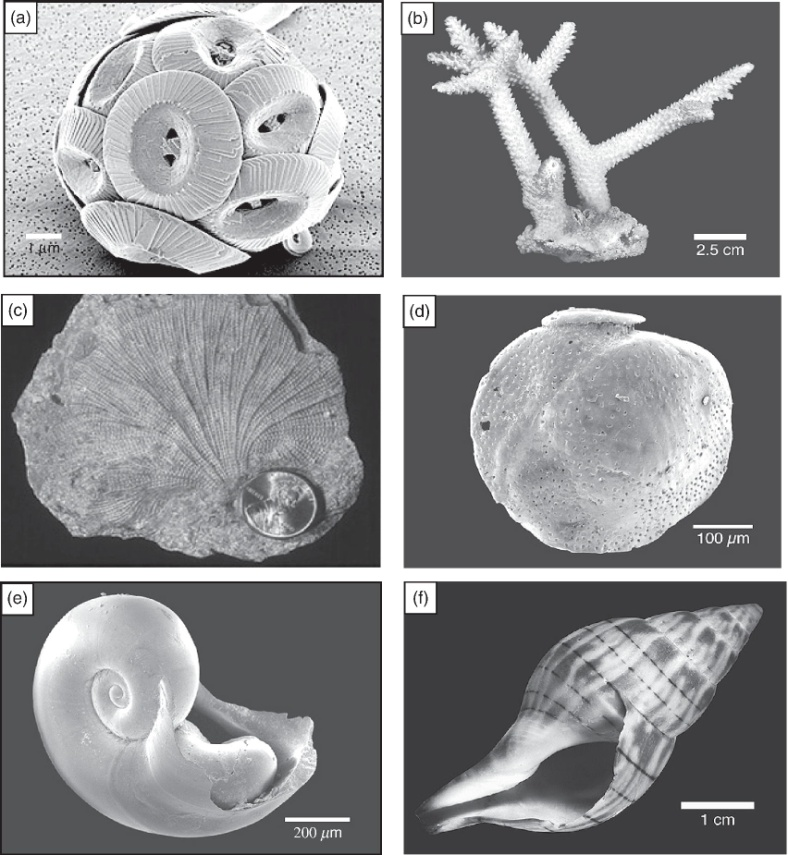 (a)
1 μm
(b)
2.5 cm
(c)
(d)
100 μm
(e)
200 μm
(f)
1 cm